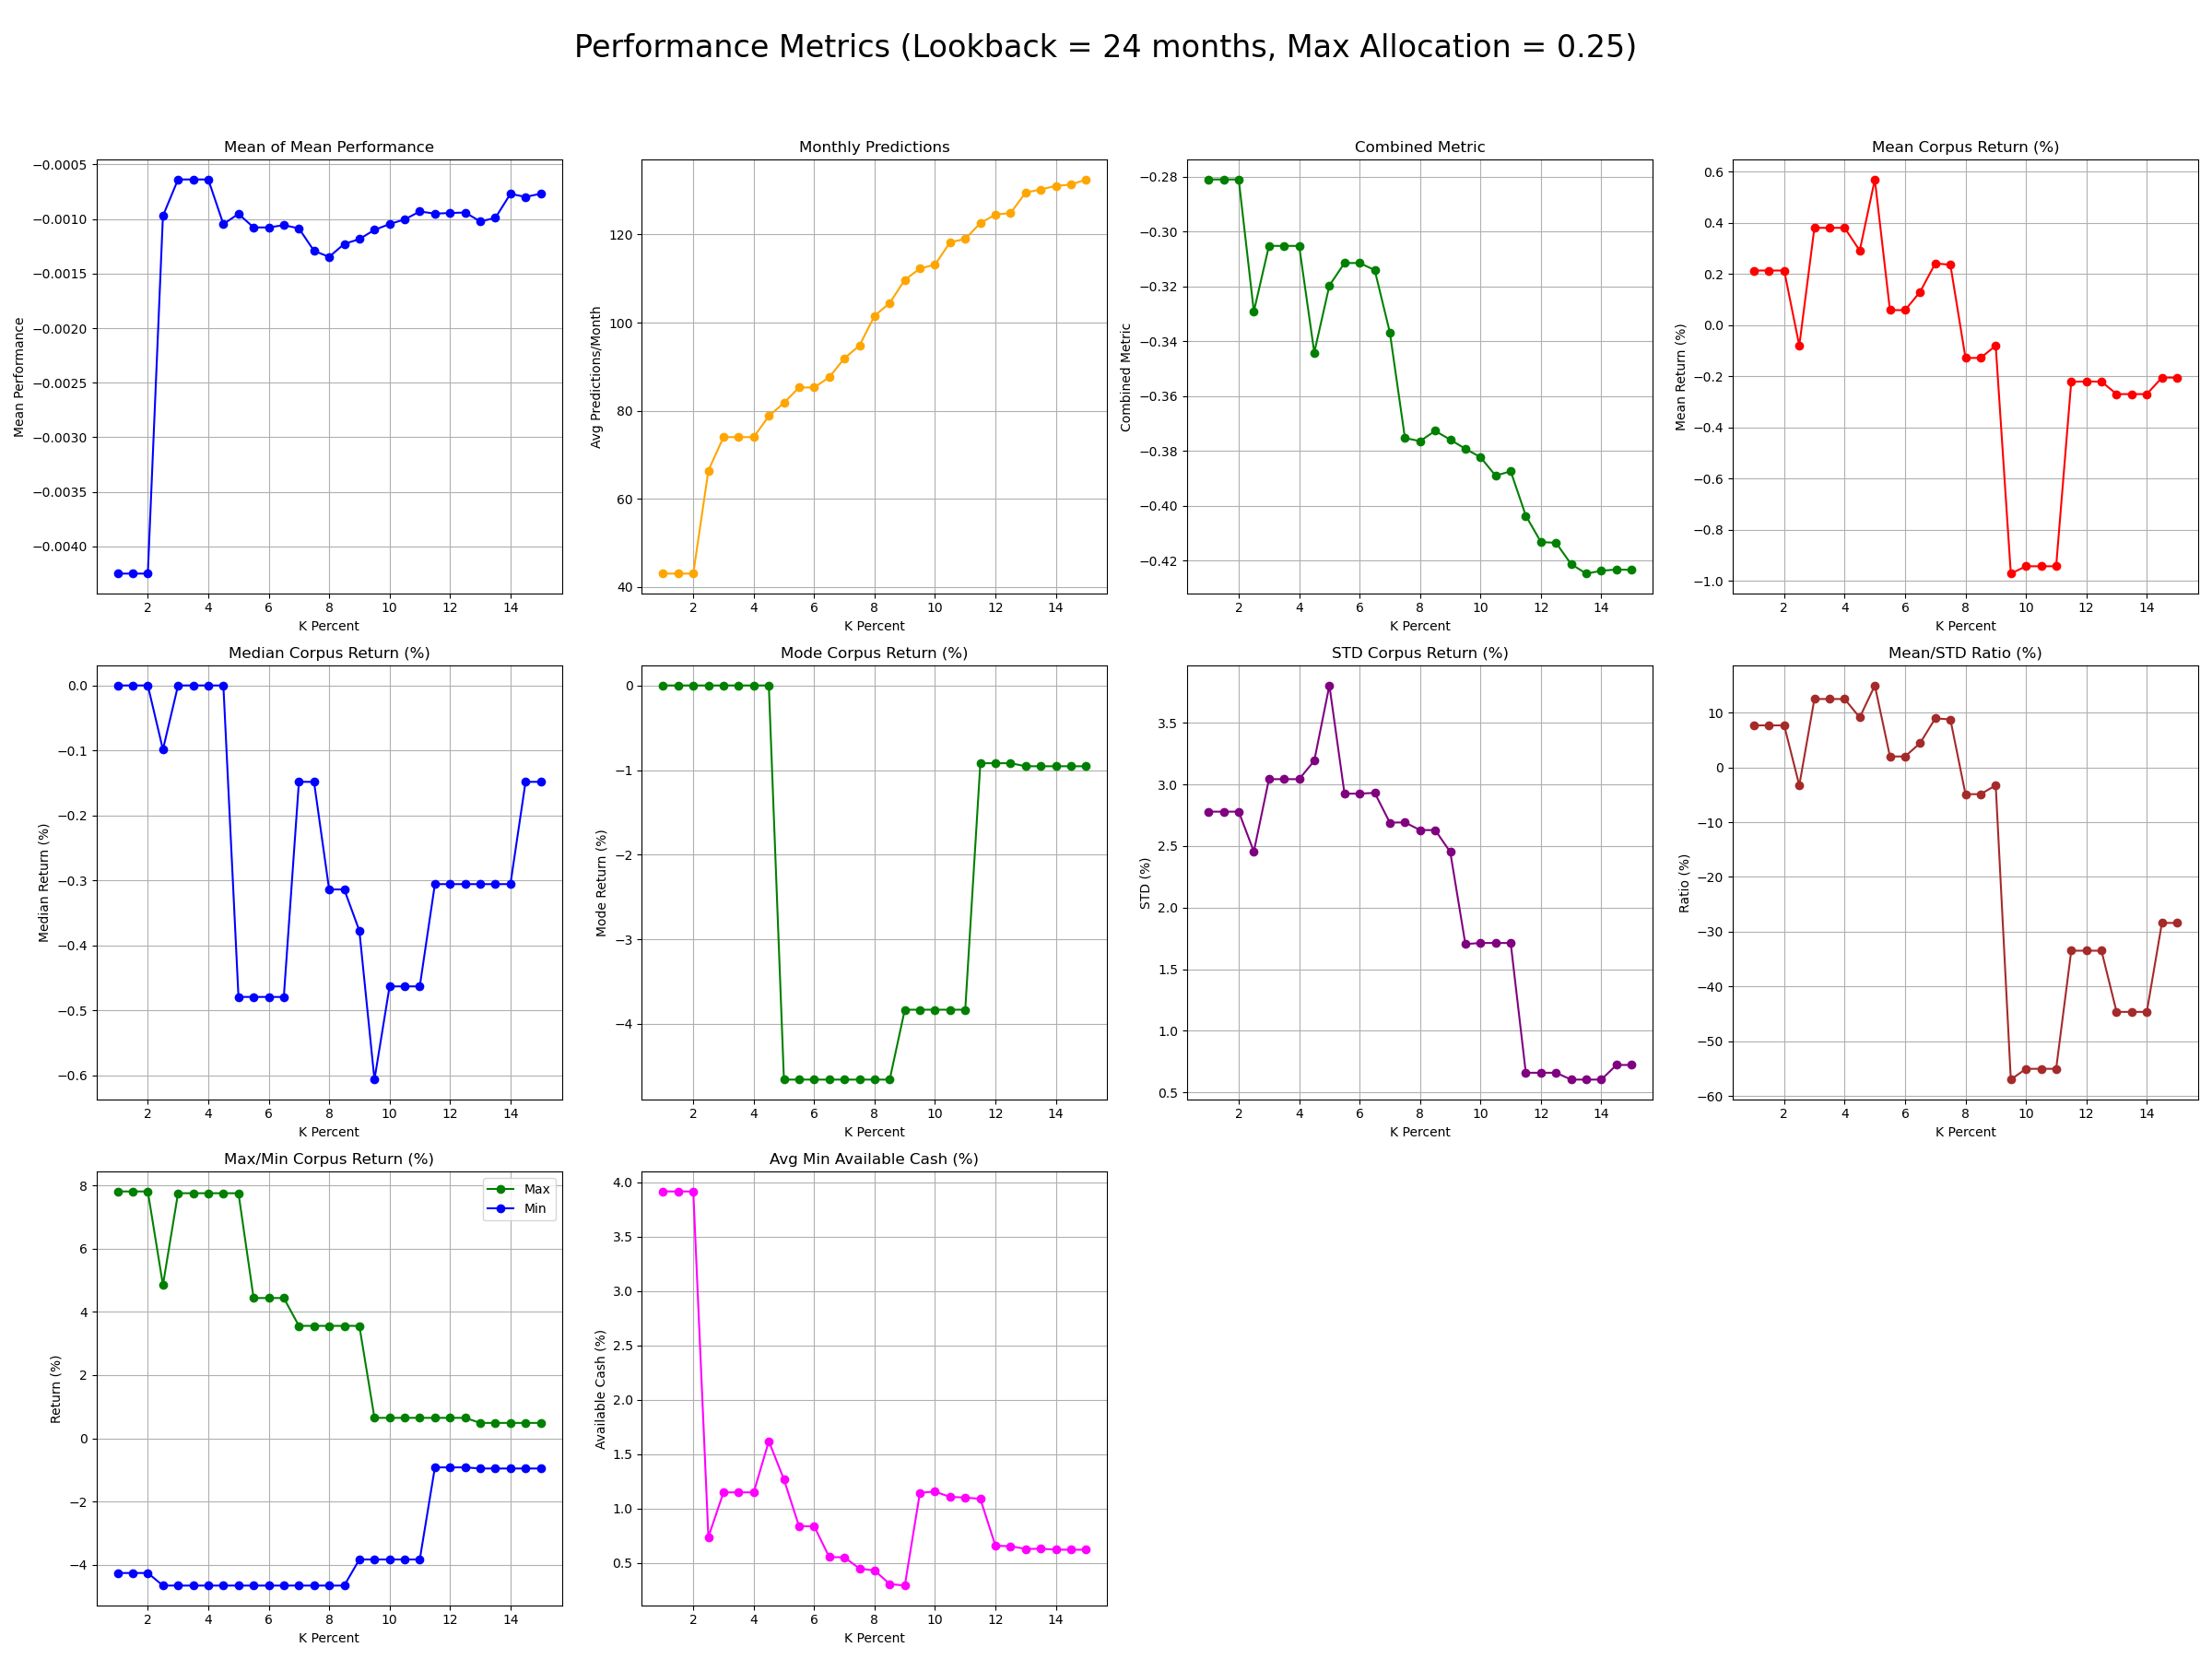 Performance Metrics (Lookback = 24 months, Max Allocation = 0.25)
Mean of Mean Performance
Mean Performance
−0.0005
−0.0010
−0.0015
−0.0020
−0.0025
−0.0030
−0.0035
−0.0040
2 4 6 8 10 12 14
K Percent
Monthly Predictions
Avg Predictions/Month
120
100
80
60
40
2 4 6 8 10 12 14
K Percent
Combined Metric
Combined Metric
−0.28
−0.30
−0.32
−0.34
−0.36
−0.38
−0.40
−0.42
2 4 6 8 10 12 14
K Percent
Mean Corpus Return (%)
Mean Return (%)
0.6
0.4
0.2
0.0
−0.2
−0.4
−0.6
−0.8
−1.0
2 4 6 8 10 12 14
K Percent
Median Corpus Return (%)
Median Return (%)
0.0
−0.1
−0.2
−0.3
−0.4
−0.5
−0.6
2 4 6 8 10 12 14
K Percent
Mode Corpus Return (%)
Mode Return (%)
0
−1
−2
−3
−4
2 4 6 8 10 12 14
K Percent
STD Corpus Return (%)
STD (%)
3.5
3.0
2.5
2.0
1.5
1.0
0.5
2 4 6 8 10 12 14
K Percent
Mean/STD Ratio (%)
Ratio (%)
10
0
−10
−20
−30
−40
−50
−60
2 4 6 8 10 12 14
K Percent
Max/Min Corpus Return (%)
Return (%)
8
6
4
2
0
−2
−4
Max
Min
2 4 6 8 10 12 14
K Percent
Avg Min Available Cash (%)
Available Cash (%)
4.0
3.5
3.0
2.5
2.0
1.5
1.0
0.5
2 4 6 8 10 12 14
K Percent